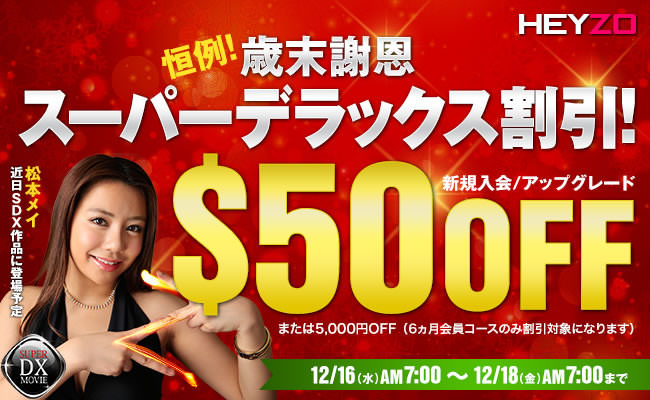 HEYZO
恒例!歳末謝恩
スーパーデラックス割引!
新規入会/アップグレード
$50 OFF
または5,000円OFF（6ヵ月会員コースのみ割引対象になります）
松本メイ
近日SDX作品に登場予定
SUPER
DX
MOVIE
12/16(水)AM7:00 ～ 12/18(金)AM7:00まで